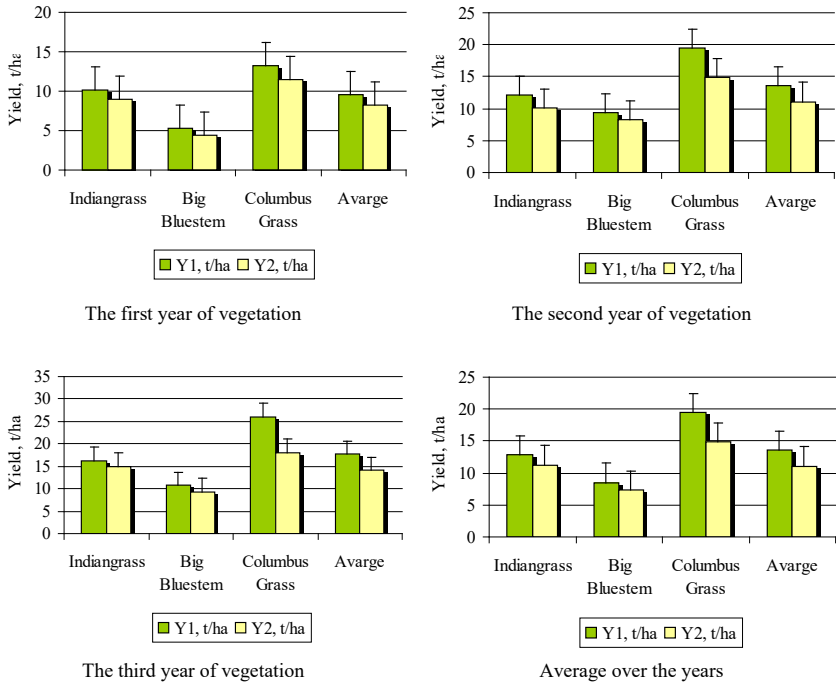 20
15
10
5
0
Yield, t/ha
Indiangrass
Big
Bluestem
Columbus
Grass
Avarge
Y1, t/ha Y2, t/ha
The first year of vegetation
25
20
15
10
5
0
Yield, t/ha
Indiangrass
Big
Bluestem
Columbus
Grass
Avarge
Y1, t/ha Y2, t/ha
The second year of vegetation
35
30
25
20
15
10
5
0
Yield, t/ha
Indiangrass
Big
Bluestem
Columbus
Grass
Avarge
Y1, t/ha Y2, t/ha
The third year of vegetation
25
20
15
10
5
0
Yield, t/ha
Indiangrass
Big
Bluestem
Columbus
Grass
Avarge
Y1, t/ha Y2, t/ha
Average over the years